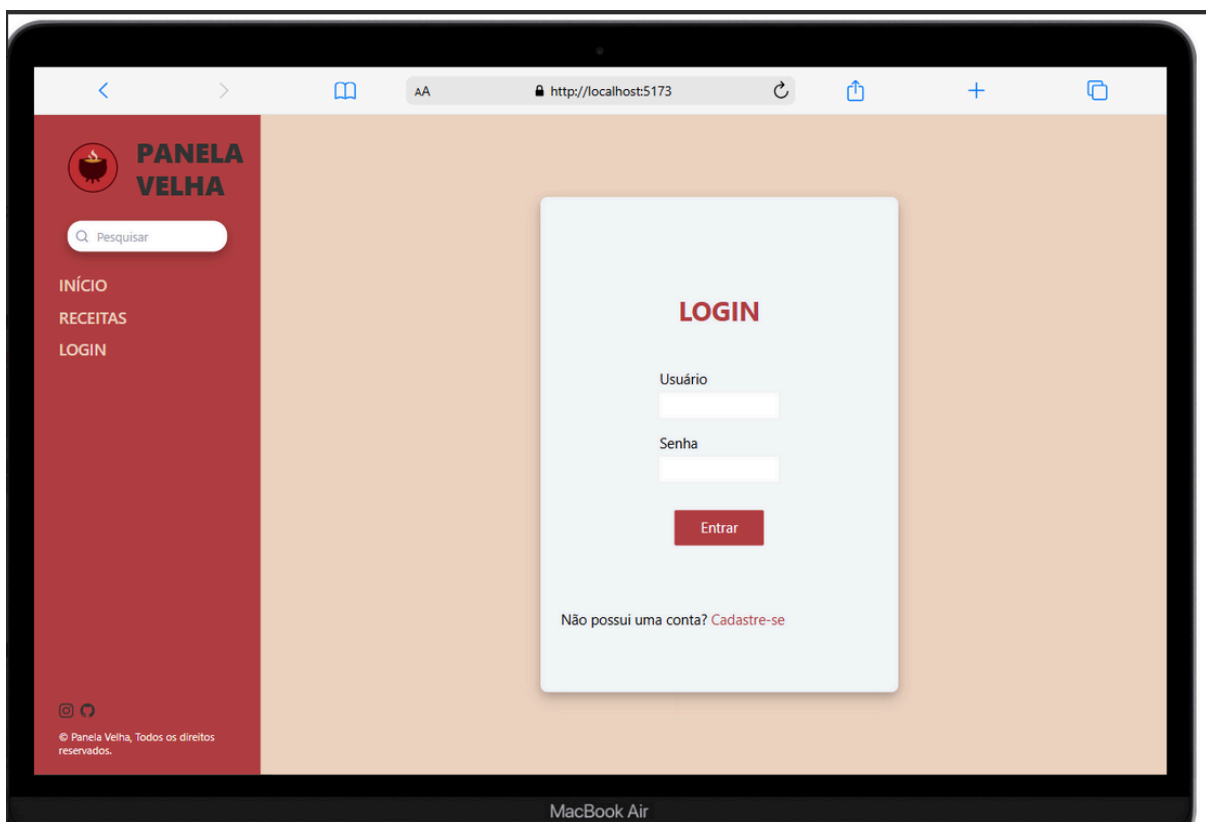 AA
http://localhost:5173
PANELA
VELHA
Pesquisar
INÍCIO
RECEITAS
LOGIN
LOGIN
Usuário
Senha
Entrar
Não possui uma conta? Cadastre-se
© Panela Velha, Todos os direitos
reservados.
MacBook Air